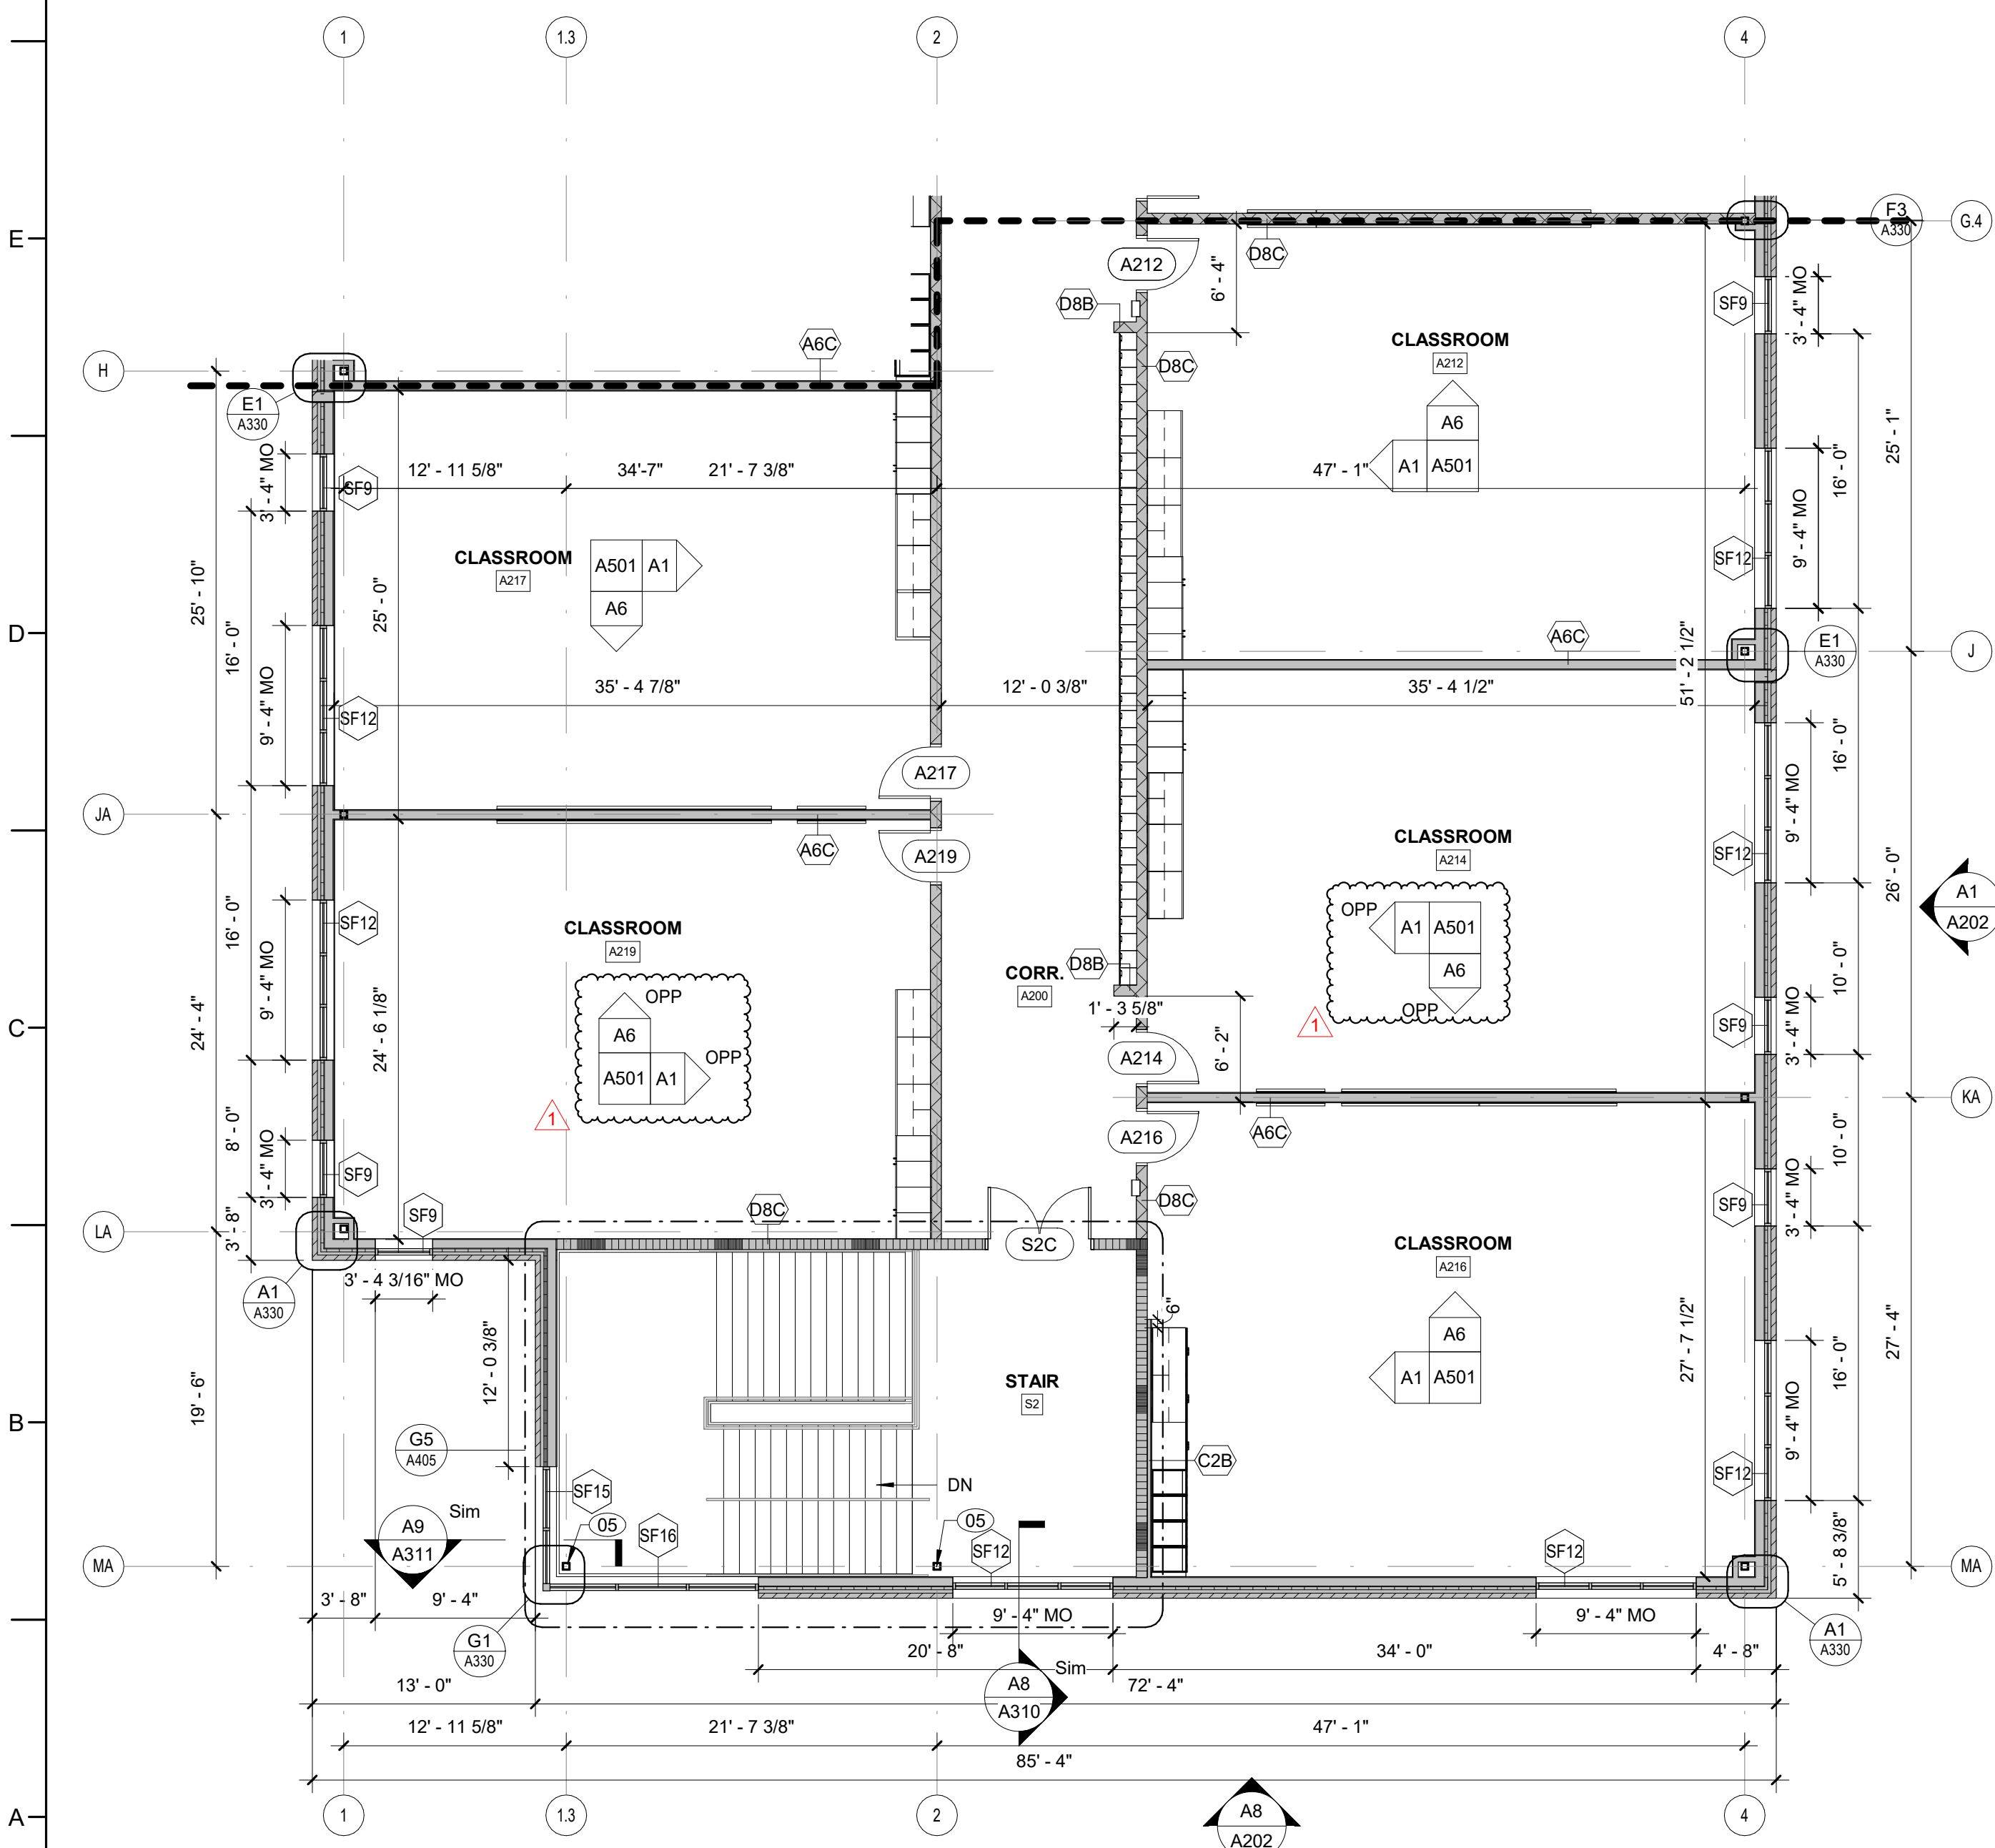 1
1.3
2
4
E
F3
A330
G.4
A212
D8C
6' - 4"
D8B
SF9
3' - 4" MO
CLASSROOM
A212
A6C
D8C
H
E1
A330
A6
A1
A501
25' - 1"
16' - 0"
3' - 4" MO
12' - 11 5/8"
34'-7"
21' - 7 3/8"
47' - 1"
SF9
9' - 4" MO
SF12
CLASSROOM
A217
A501
A1
A6
25' - 10"
25' - 0"
D
16' - 0"
A6C
E1
A330
J
9' - 4" MO
SF12
35' - 4 7/8"
12' - 0 3/8"
35' - 4 1/2"
51' - 2 1/2"
16' - 0"
A217
JA
A6C
A219
CLASSROOM
A214
9' - 4" MO
SF12
26' - 0"
A1
A202
16' - 0"
SF12
CLASSROOM
A219
OPP
A1
A501
A6
OPP
1
9' - 4" MO
24' - 4"
24' - 6 1/8"
OPP
A6
OPP
A501
A1
1
CORR.
A200
D8B
1' - 3 5/8"
10' - 0"
C
SF9
3' - 4" MO
A214
6' - 2"
KA
8' - 0"
3' - 4" MO
SF9
A216
A6C
10' - 0"
3' - 4" MO
SF9
D8C
D8C
LA
3' - 8"
SF9
S2C
CLASSROOM
A216
A1
A330
3' - 4 3/16" MO
6"
12' - 0 3/8"
A6
A1
A501
27' - 7 1/2"
27' - 4"
16' - 0"
19' - 6"
STAIR
S2
B
G5
A405
9' - 4" MO
C2B
SF12
DN
SF15
Sim
A9
A311
05
SF16
05
SF12
SF12
MA
MA
5' - 8 3/8"
3' - 8"
9' - 4"
G1
A330
9' - 4" MO
9' - 4" MO
A1
A330
20' - 8"
34' - 0"
4' - 8"
Sim
13' - 0"
A8
A310
72' - 4"
12' - 11 5/8"
21' - 7 3/8"
47' - 1"
85' - 4"
A
1
1.3
2
A8
A202
4